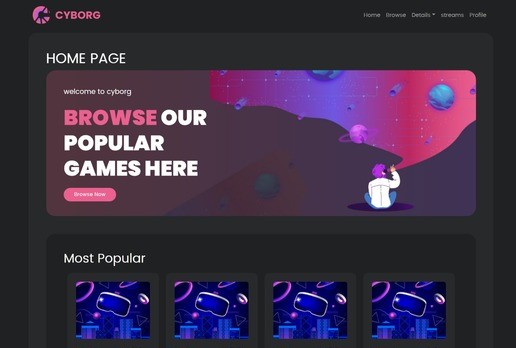 CYBORG
Home Browse Details streams Profile
HOME PAGE
welcome to cyborg
BROWSE OUR
POPULAR
GAMES HERE
Browse Now
Most Popular